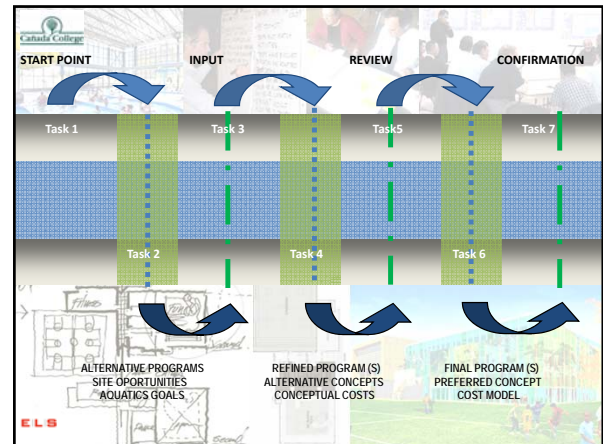 Cañada College
START POINT
INPUT
REVIEW
CONFIRMATION
Task 1
Task 3
Task5
Task 7
Task 2
Task 4
Task 6
ALTERNATIVE PROGRAMS
SITE OPORTUNITIES
AQUATICS GOALS
REFINED PROGRAM (S)
ALTERNATIVE CONCEPTS
CONCEPTUAL COSTS
FINAL PROGRAM (S)
PREFERRED CONCEPT
COST MODEL
ELS